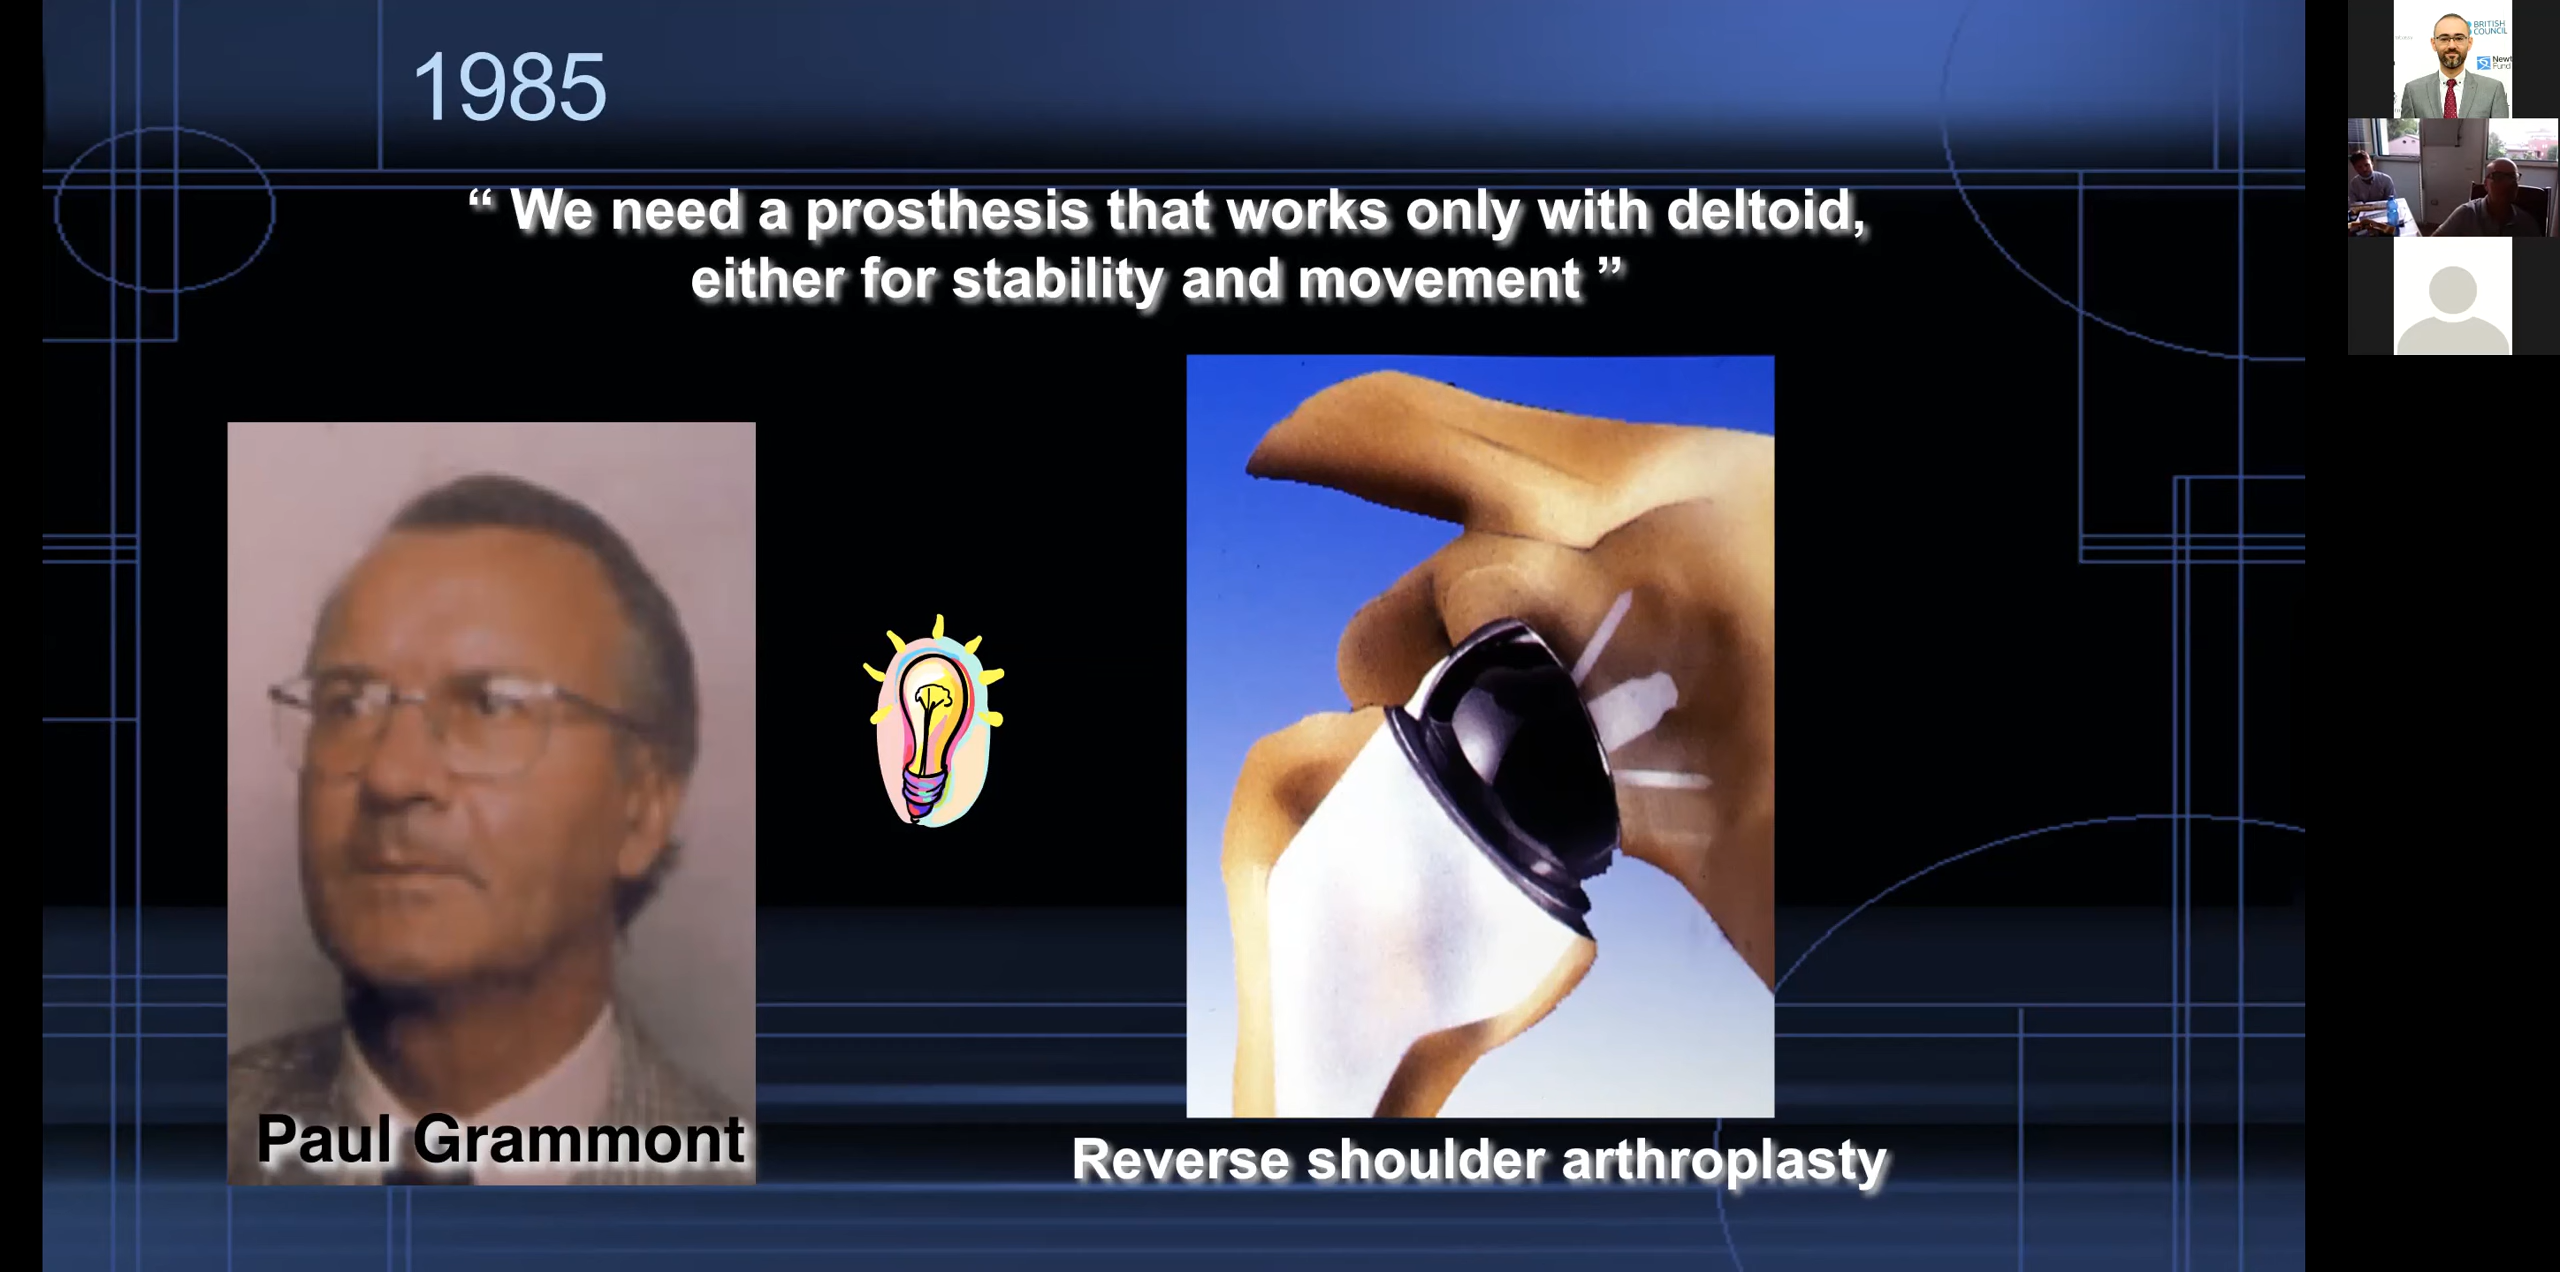 1985
“ We need a prosthesis that works only with deltoid,
either for stability and movement ”
Paul Grammont
Reverse shoulder arthroplasty
BRITISH
COUNCIL
Fund